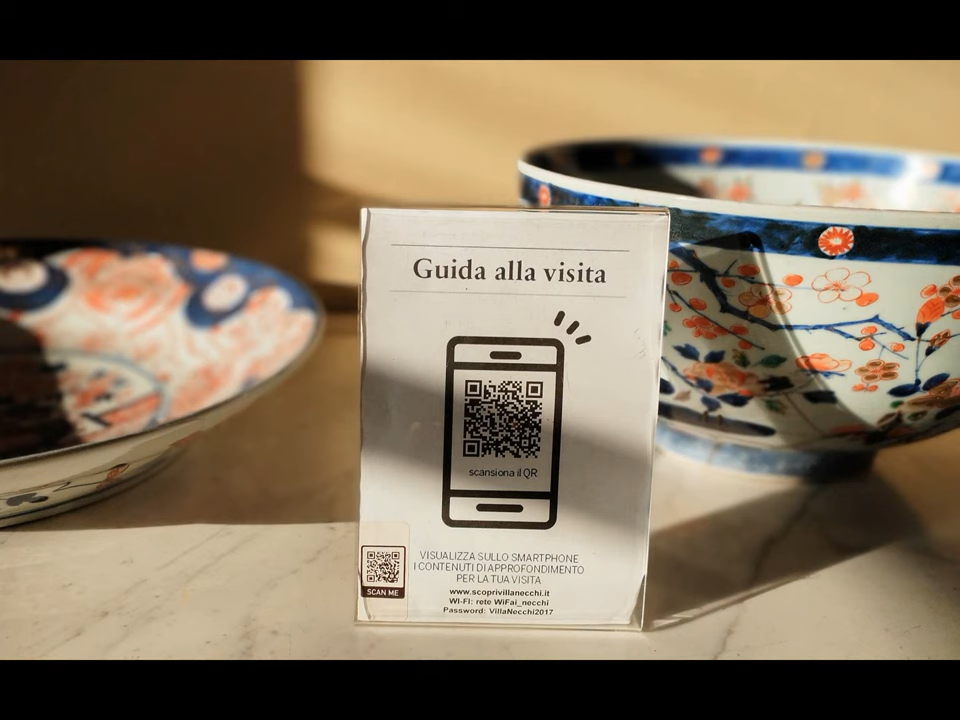 Guida alla visita
scansiona il QR
VISUALIZZA SULLO SMARTPHONE
I CONTENUTI DI APPROFONDIMENTO
PER LA TUA VISITA
www.scoprivillanecchi.it
WI-FI: rete WiFai_necchi
Password: VillaNecchi2017
SCAN ME